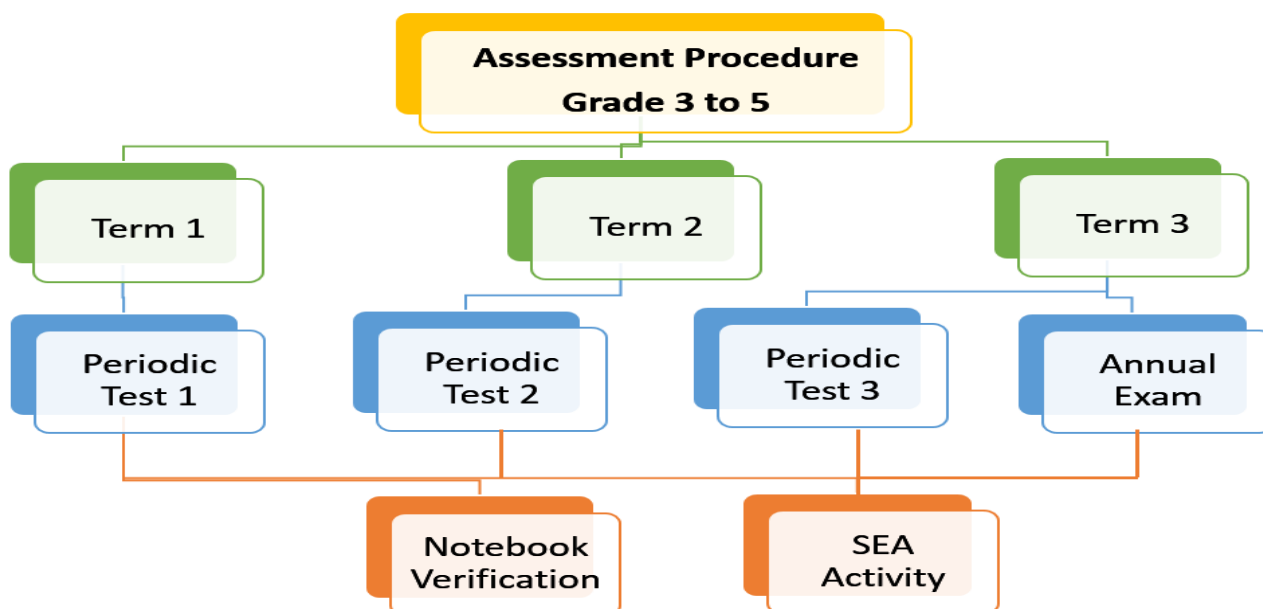 Assessment Procedure
Grade 3 to 5
Term 1
Term 2
Term 3
Periodic
Test 1
Periodic
Test 2
Periodic
Test 3
Annual
Exam
Notebook
Verification
SEA
Activity